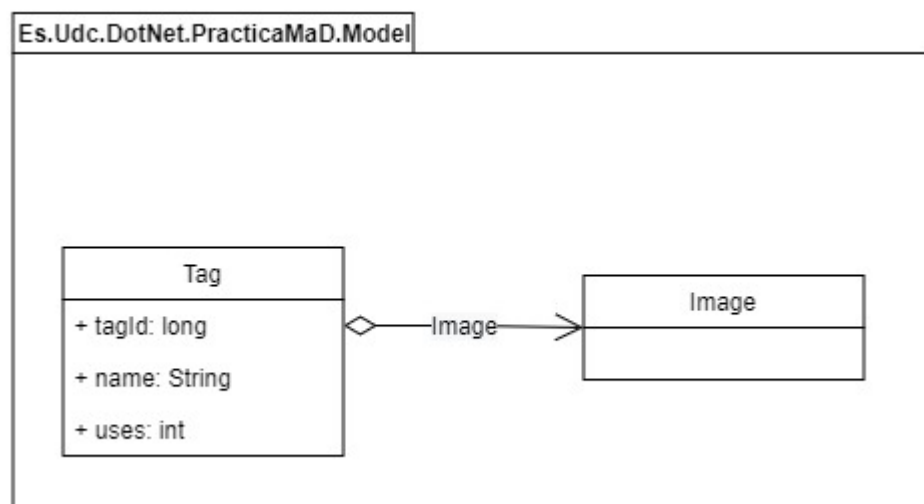 Es.Udc.DotNet.PracticaMaD.Model
Tag
+ tagId: long
+ name: String
+ uses: int
Image
Image